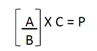 [A/B] X C = P